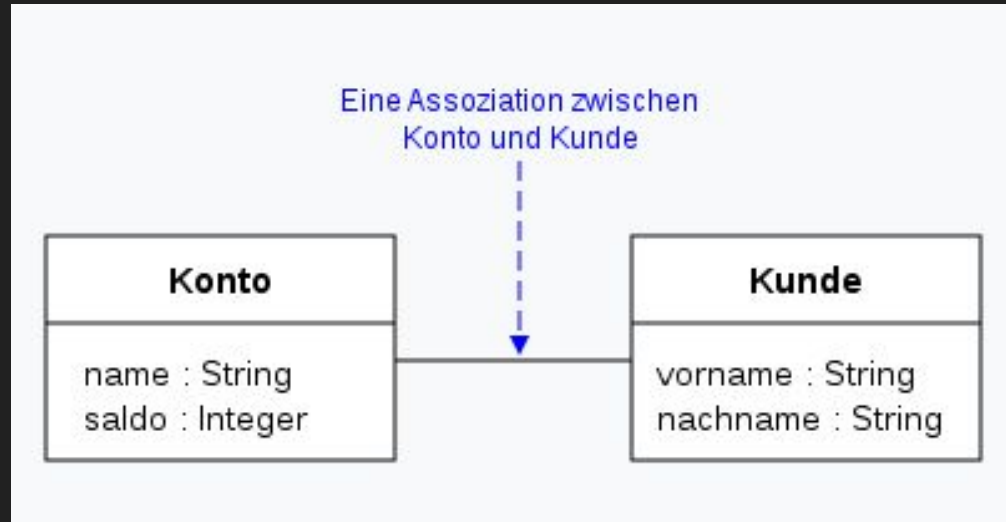 Eine Assoziation zwischen
Konto und Kunde
Konto
name : String
saldo : Integer
Kunde
vorname : String
nachname : String